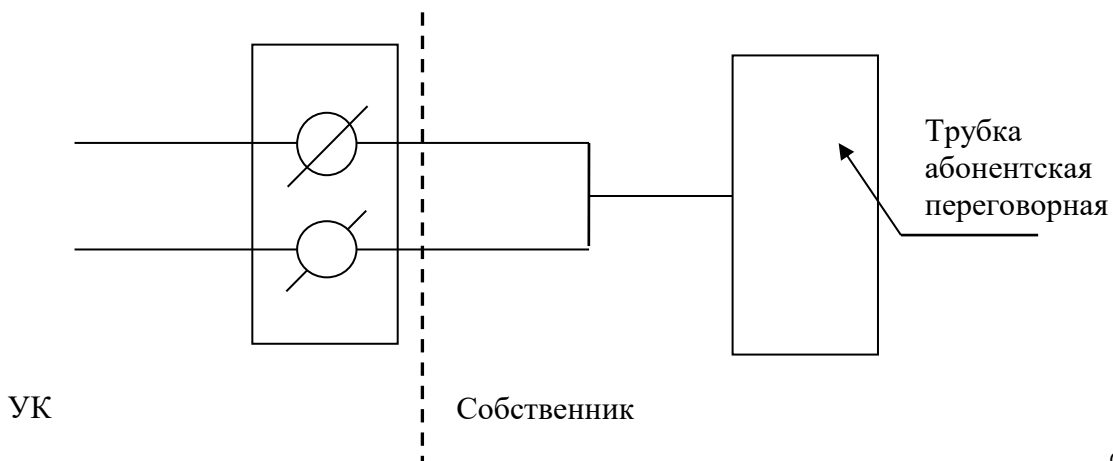 Трубка
абонентская
переговорная
УК
Собственник